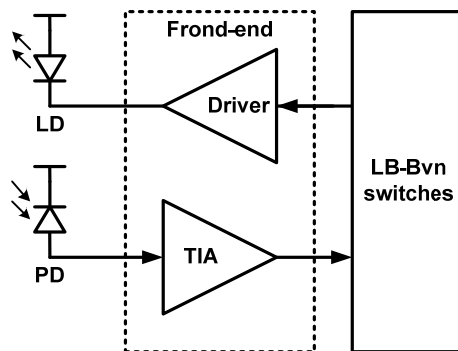 Frond-end
Driver
LD
LB-Bvn
switches
TIA
PD